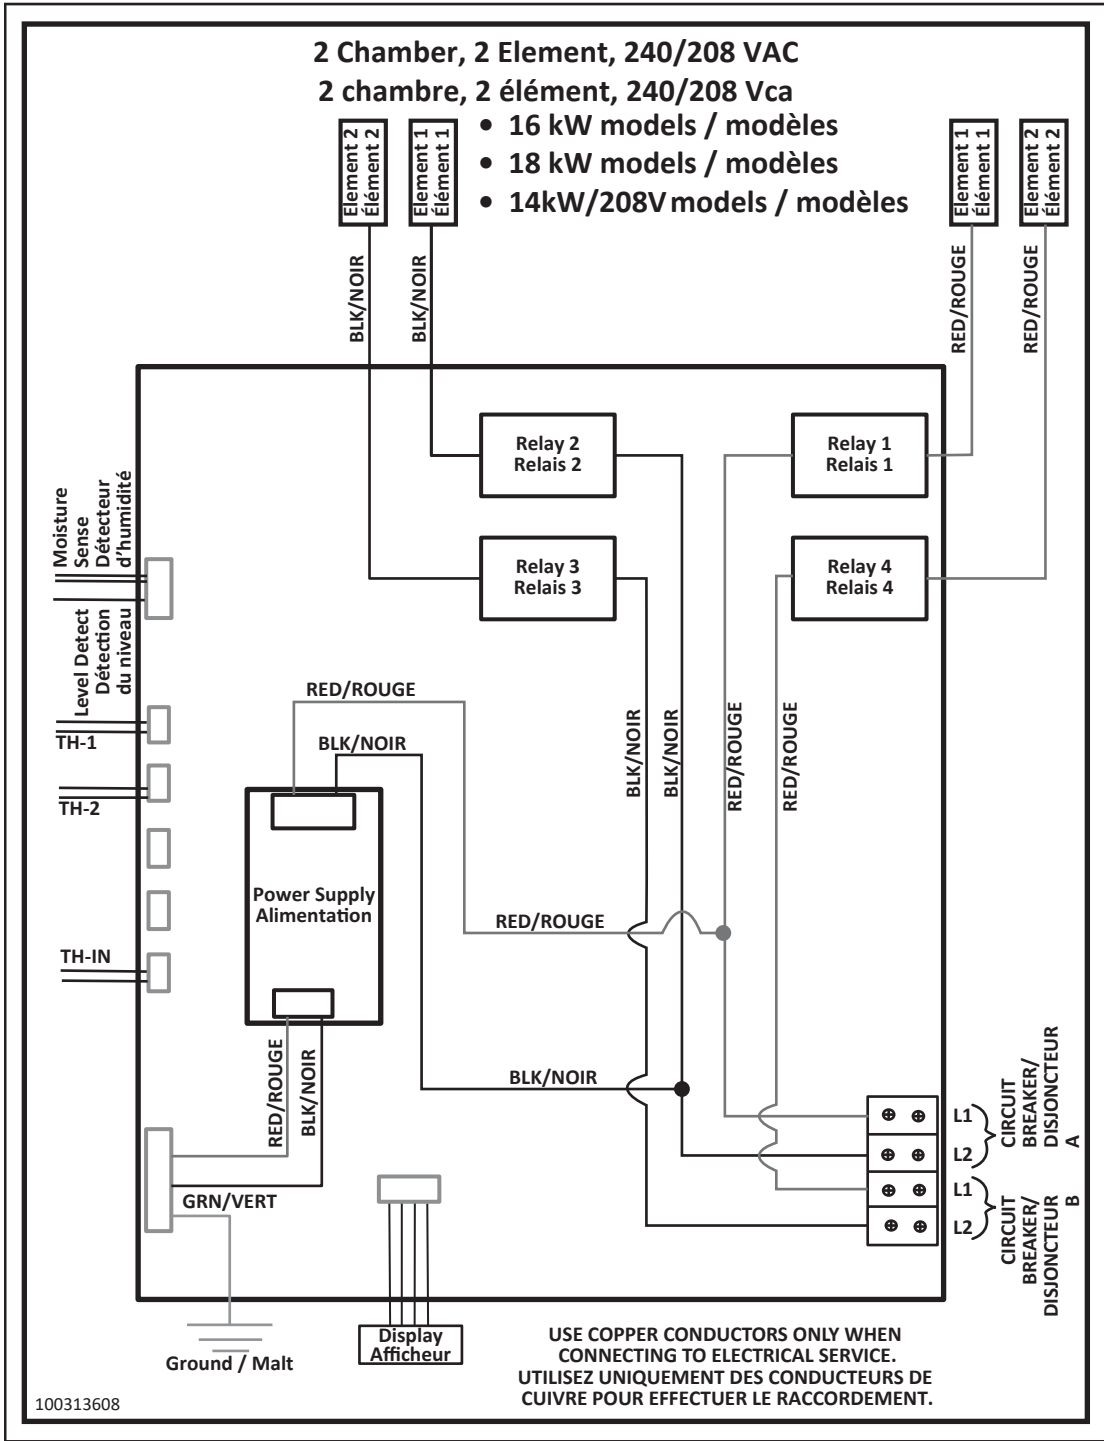 2 Chamber, 2 Element, 240/208 VAC
2 chambre, 2 élément, 240/208 Vca
• 16 kW models / modèles
• 18 kW models / modèles
• 14kW/208V models / modèles
Element 2
Élément 2
Element 1
Élément 1
Element 1
Élément 1
Element 2
Élément 2
BLK/NOIR
BLK/NOIR
RED/ROUGE
RED/ROUGE
Relay 2
Relais 2
Relay 1
Relais 1
Relay 3
Relais 3
Relay 4
Relais 4
Moisture
Sense
Détecteur
d'humidité
Level Detect
Détection
du niveau
TH-1
TH-2
TH-IN
RED/ROUGE
BLK/NOIR
BLK/NOIR
BLK/NOIR
RED/ROUGE
RED/ROUGE
Power Supply
Alimentation
RED/ROUGE
RED/ROUGE
BLK/NOIR
BLK/NOIR
GRN/VERT
L1
L2
L1
L2
CIRCUIT
BREAKER/
DISJONCTEUR
A
CIRCUIT
BREAKER/
DISJONCTEUR
B
Ground / Malt
Display
Afficheur
USE COPPER CONDUCTORS ONLY WHEN
CONNECTING TO ELECTRICAL SERVICE.
UTILISEZ UNIQUEMENT DES CONDUCTEURS DE
CUIVRE POUR EFFECTUER LE RACCORDEMENT.
100313608